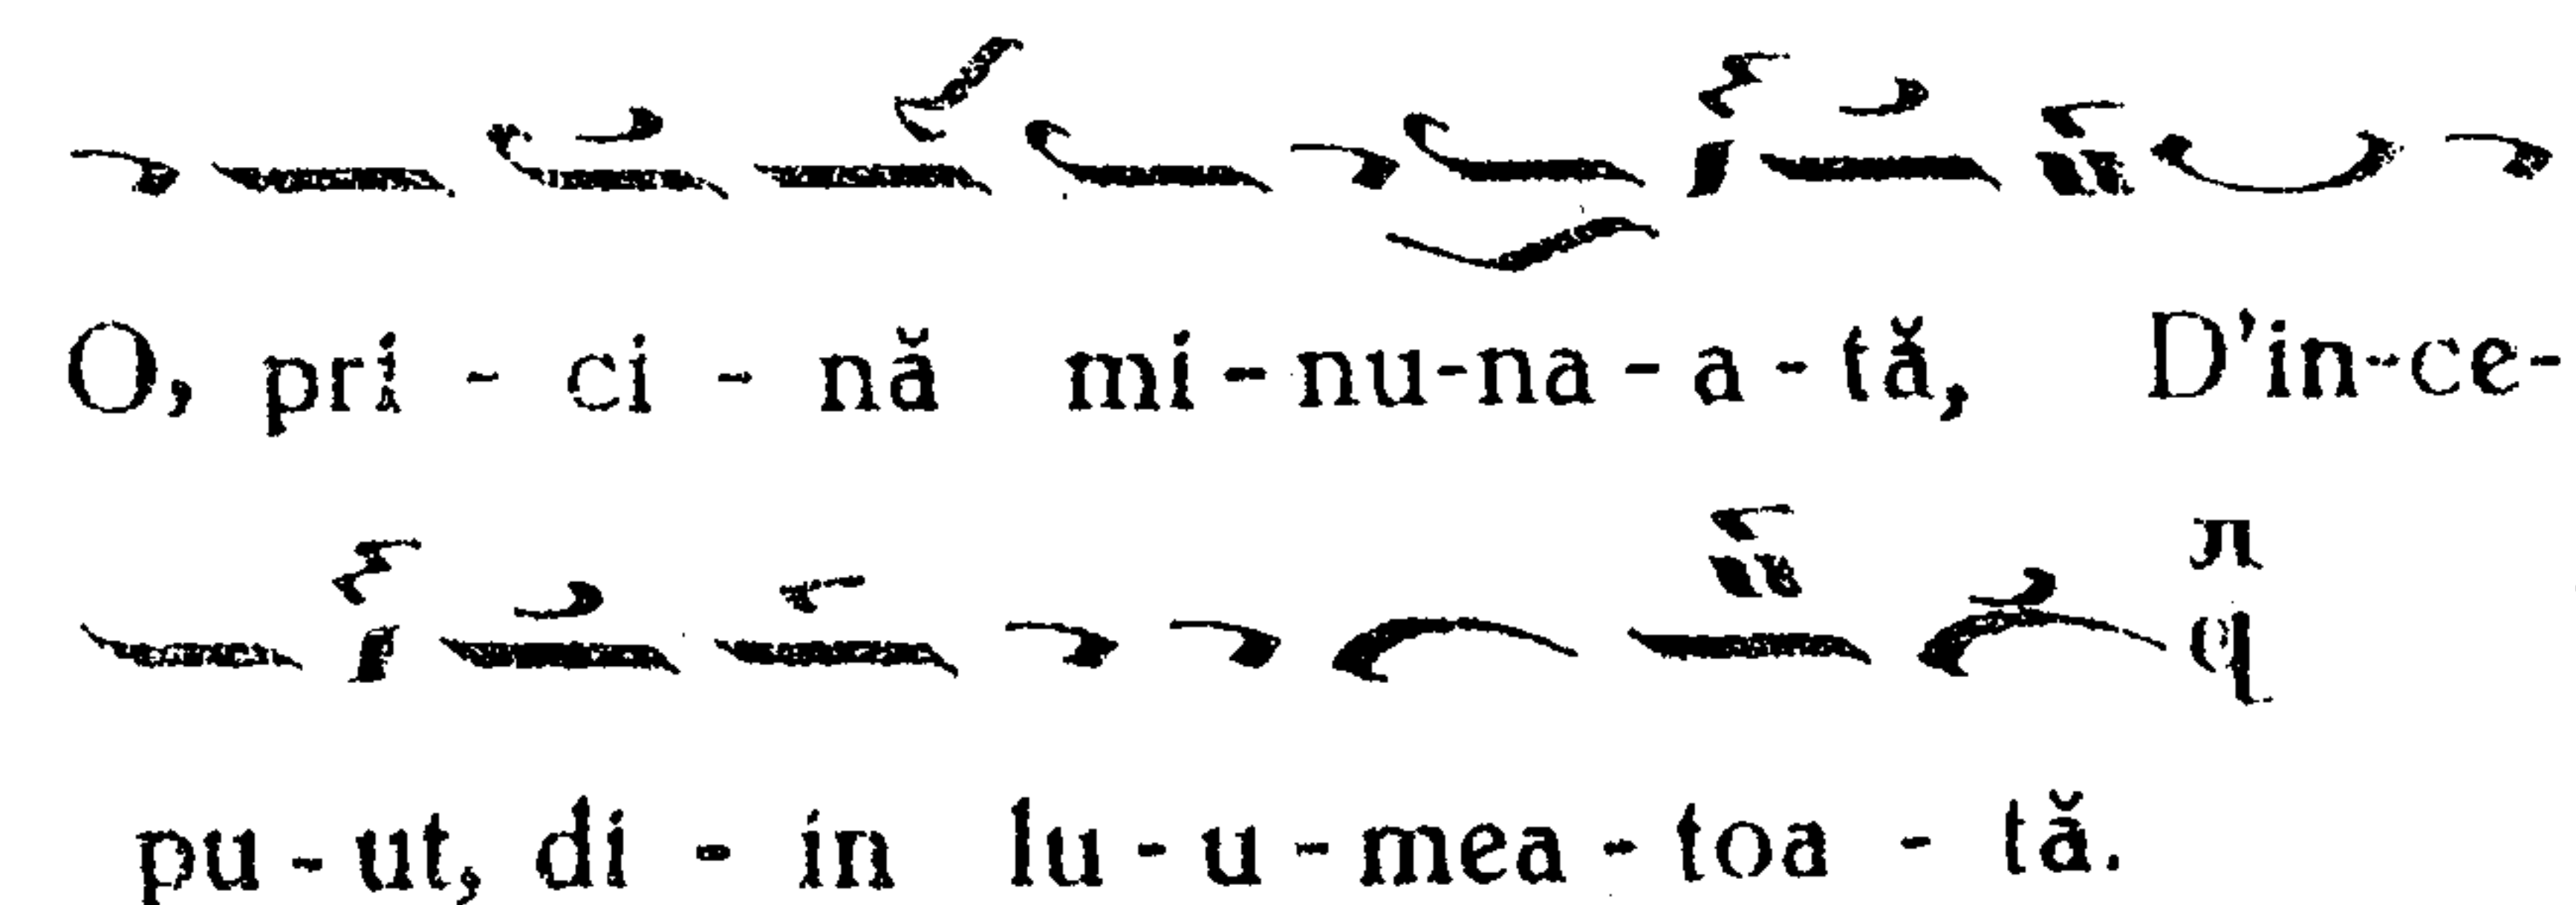 O, pri - ci - nă mi - nu-na - a - tă, D'in-ce-
pu - ut, di - in lu - u - mea - toa - tă.